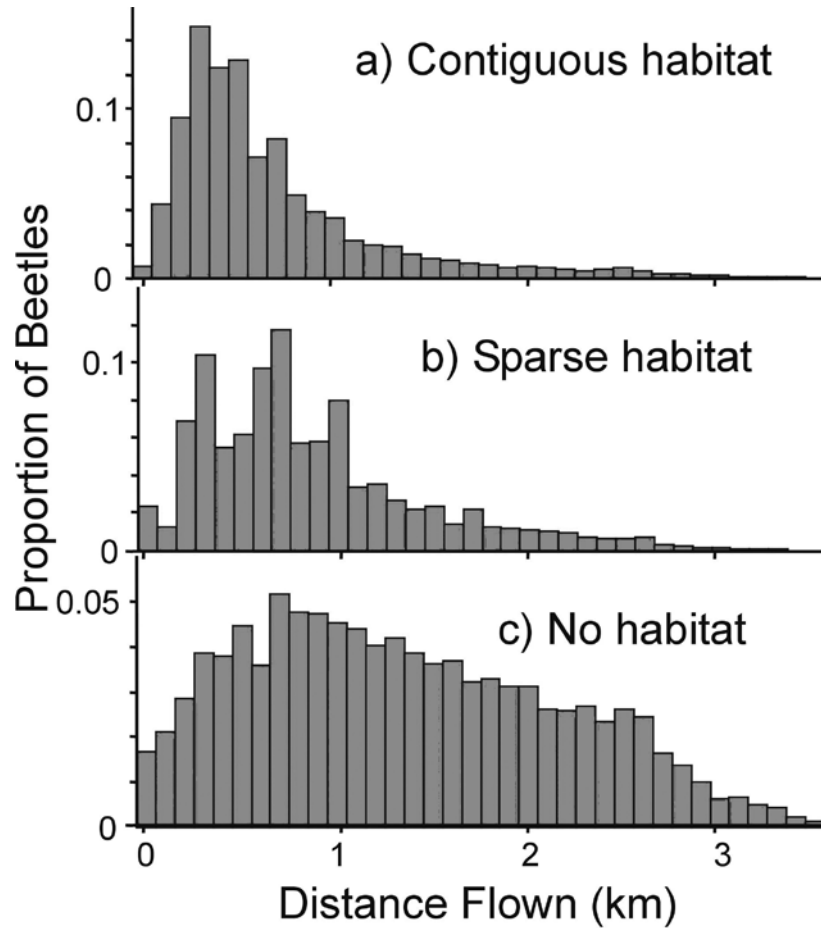 Proportion of Beetles
a) Contiguous habitat
0.1
0
b) Sparse habitat
0.1
0
c) No habitat
0.05
0
0 1 2 3
Distance Flown (km)